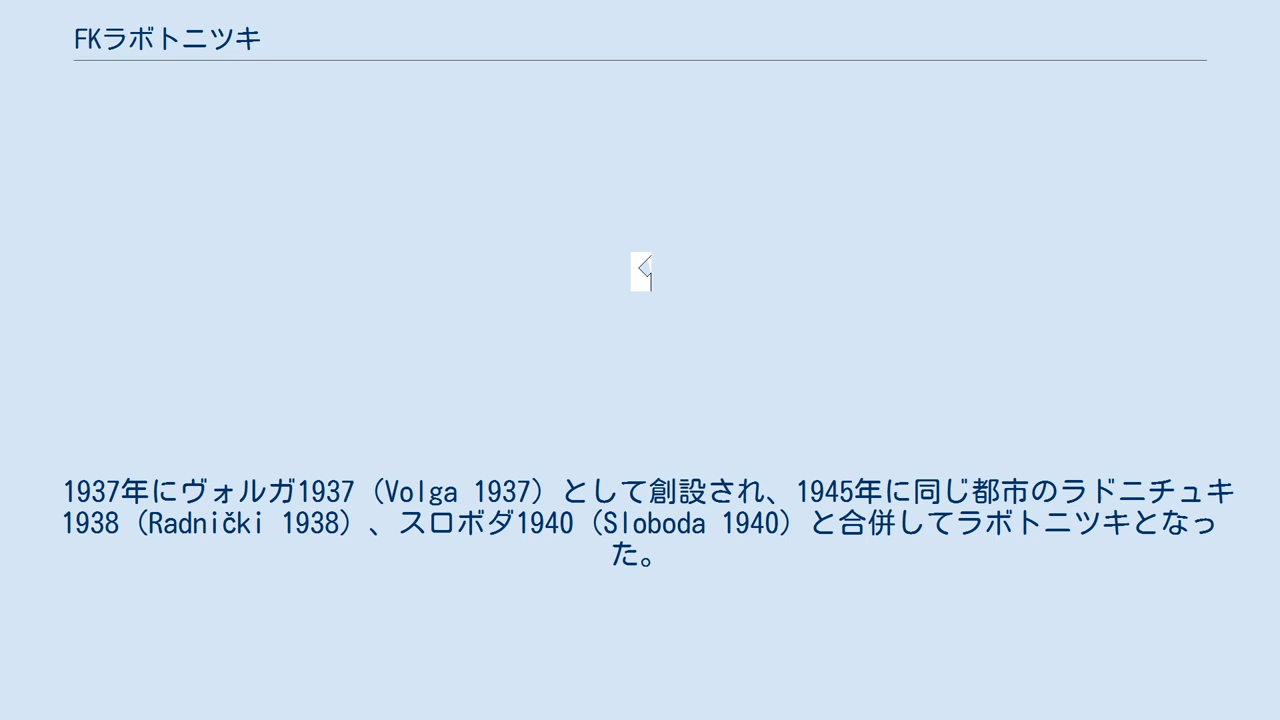 FKラボトニツキ
1937年にヴォルガ1937（Volga 1937）として創設され、1945年に同じ都市のラドニチュキ
1938（Radnički 1938）、スロボダ1940（Sloboda 1940）と合併してラボトニツキとなっ
た。